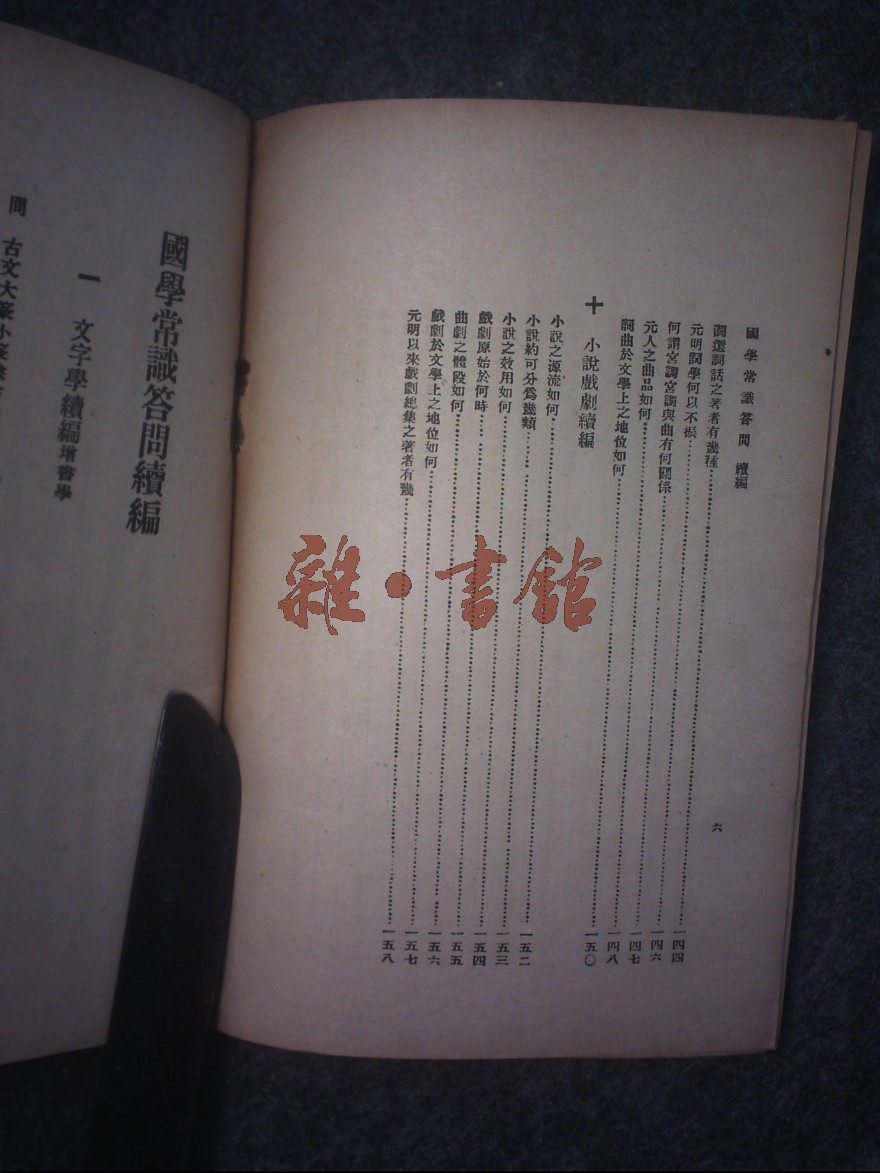 國學常識答問 續編
詞選詞話之著者有幾種……一四四
元明詞學何以不振……一四六
何謂宮調宮調與曲有何關係……一四七
元人之曲品如何……一四八
詞曲於文學上之地位如何……一五〇
十 小說戲劇續編
小說之源流如何……一五二
小說約可分爲幾類……一五三
小說之效用如何……一五四
戲劇原始於何時……一五五
曲劇之體段如何……一五六
戲劇於文學上之地位如何……一五七
元明以來戲劇總集之著者有幾……一五八
六
國學常識答問續編
一 文字學續編增書學
問 古文大篆小篆
雜·書館